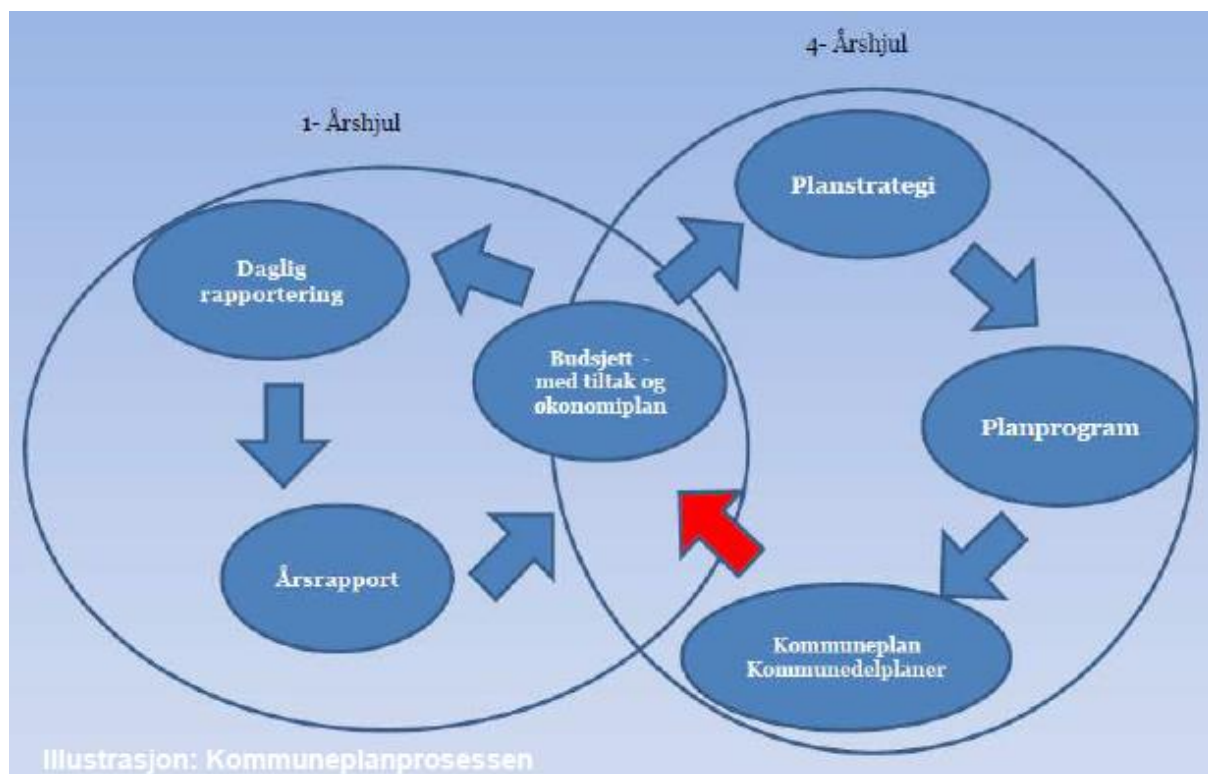 4- Årshjul
1- Årshjul
Planstrategi
Daglig
rapportering
Budsjett -
med tiltak og
økonomiplan
Planprogram
Årsrapport
Kommuneplan
Kommunedelplaner
Illustrasjon: Kommuneplanprosessen